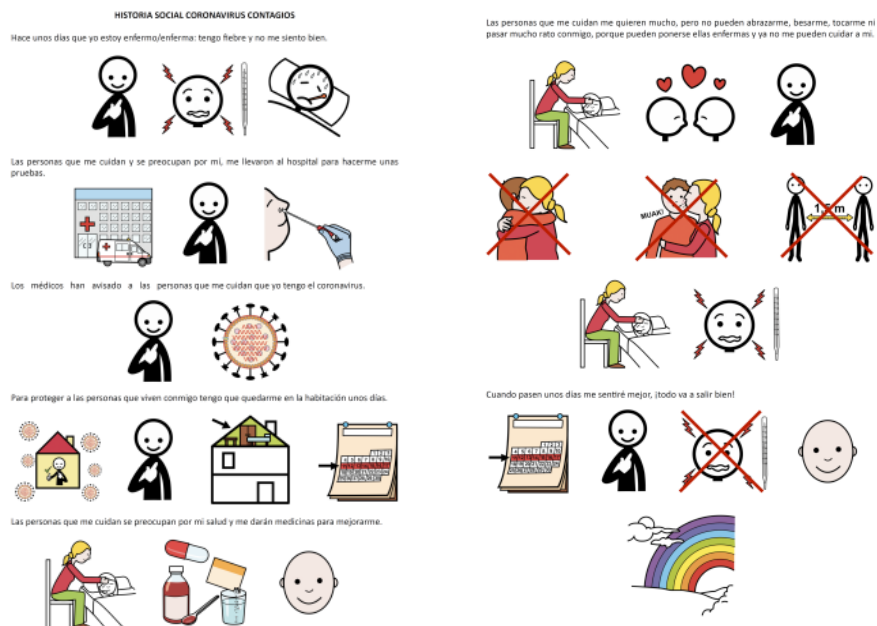 HISTORIA SOCIAL CORONAVIRUS CONTAGIOS
Hace unos días que yo estoy enfermo/enferma: tengo fiebre y no me siento bien.
Las personas que me cuidan y se preocupan por mí, me llevaron al hospital para hacerme unas
pruebas.
Los médicos han avisado a las personas que me cuidan que yo tengo el coronavirus.
Para proteger a las personas que viven conmigo tengo que quedarme en la habitación unos días.
Las personas que me cuidan se preocupan por mi salud y me darán medicinas para mejorarme.
Las personas que me cuidan me quieren mucho, pero no pueden abrazarme, besarme, tocarme ni
pasar mucho rato conmigo, porque pueden ponerse ellas enfermas y ya no me pueden cuidar a mi.
MUAK!
1,5 m
Cuando pasen unos días me sentiré mejor, ¡todo va a salir bien!